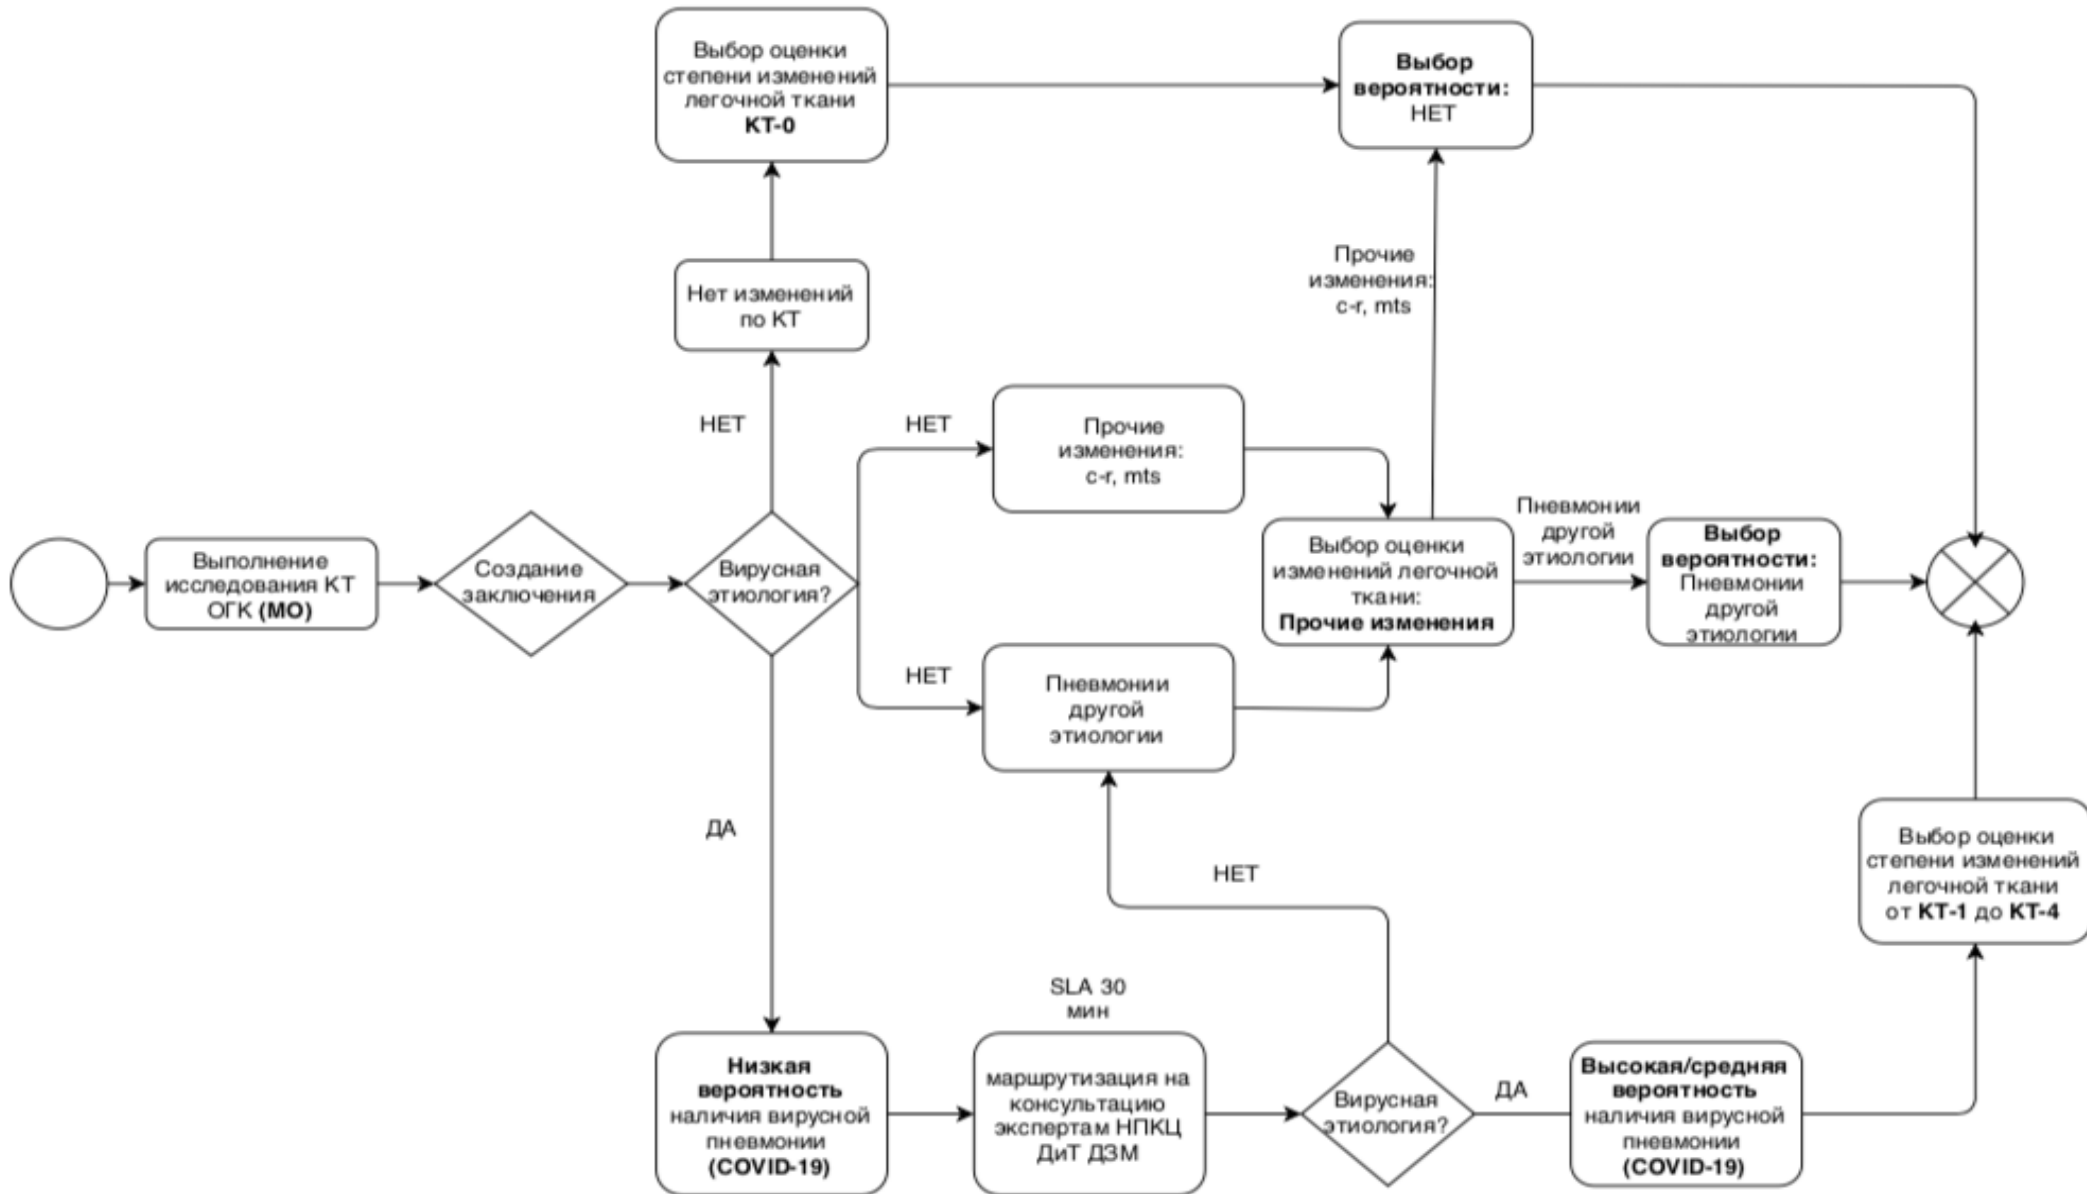 Выбор оценки
степени изменений
легочной ткани
КТ-0
Выбор
вероятности:
НЕТ
Прочие
изменения:
c-r, mts
Нет изменений
по КТ
НЕТ
НЕТ
Прочие
изменения:
c-r, mts
Выполнение
исследования КТ
ОГК (МО)
Создание
заключения
Вирусная
этиология?
Выбор оценки
изменений легочной
ткани:
Прочие изменения
Пневмонии
другой
этиологии
Выбор
вероятности:
Пневмонии
другой
этиологии
НЕТ
Пневмонии
другой
этиологии
ДА
НЕТ
Выбор оценки
степени изменений
легочной ткани
от КТ-1 до КТ-4
SLA 30
мин
Низкая
вероятность
наличия вирусной
пневмонии
(COVID-19)
маршрутизация на
консультацию
экспертам НПКЦ
ДиТ ДЗМ
Вирусная
этиология?
ДА
Высокая/средняя
вероятность
наличия вирусной
пневмонии
(COVID-19)